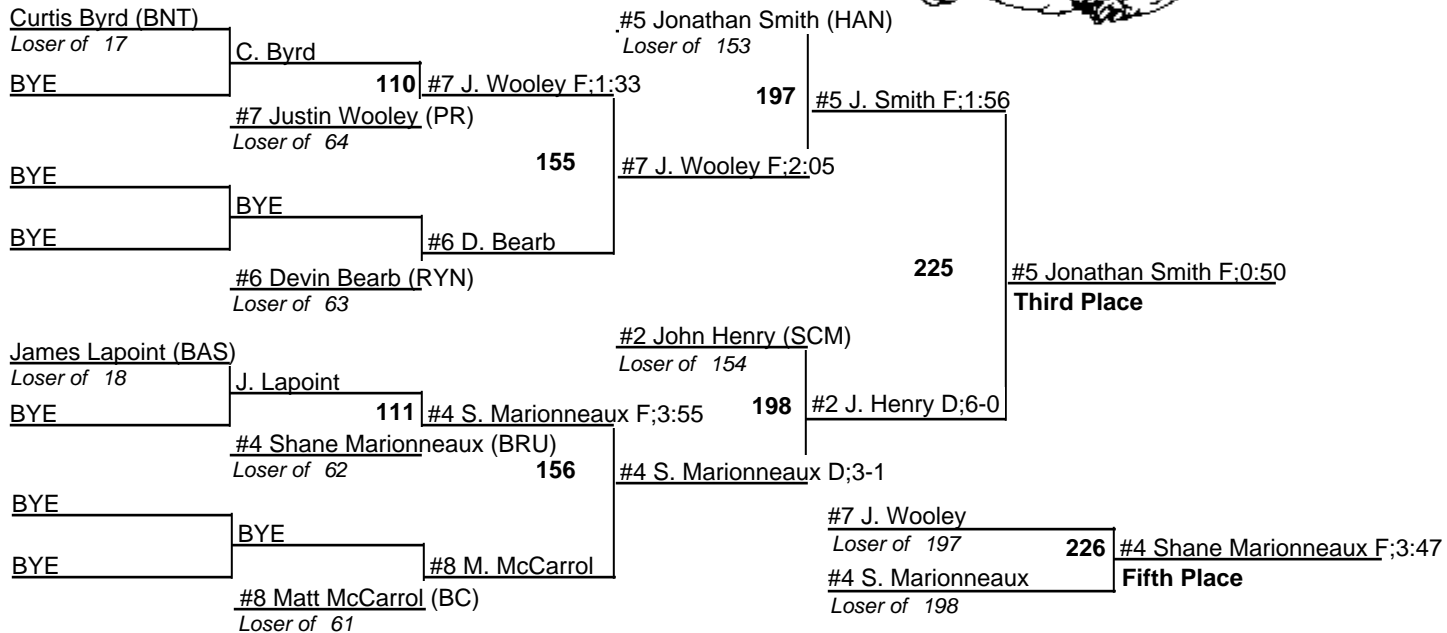 Curtis Byrd (BNT)
Loser of 17
BYE
C. Byrd
110
#7 Justin Wooley (PR)
Loser of 64
#7 J. Wooley F;1:33
BYE
BYE
BYE
#6 Devin Bearb (RYN)
Loser of 63
#6 D. Bearb
155
#7 J. Wooley F;2:05
#5 Jonathan Smith (HAN)
Loser of 153
197
#5 J. Smith F;1:56
James Lapoint (BAS)
Loser of 18
BYE
J. Lapoint
111
#4 Shane Marionneaux (BRU)
Loser of 62
#4 S. Marionneaux F;3:55
BYE
BYE
BYE
#8 Matt McCarrol (BC)
Loser of 61
#8 M. McCarrol
156
#4 S. Marionneaux D;3-1
#2 John Henry (SCM)
Loser of 154
198
#2 J. Henry D;6-0
225
#5 Jonathan Smith F;0:50
Third Place
#7 J. Wooley
Loser of 197
#4 S. Marionneaux
Loser of 198
226
#4 Shane Marionneaux F;3:47
Fifth Place